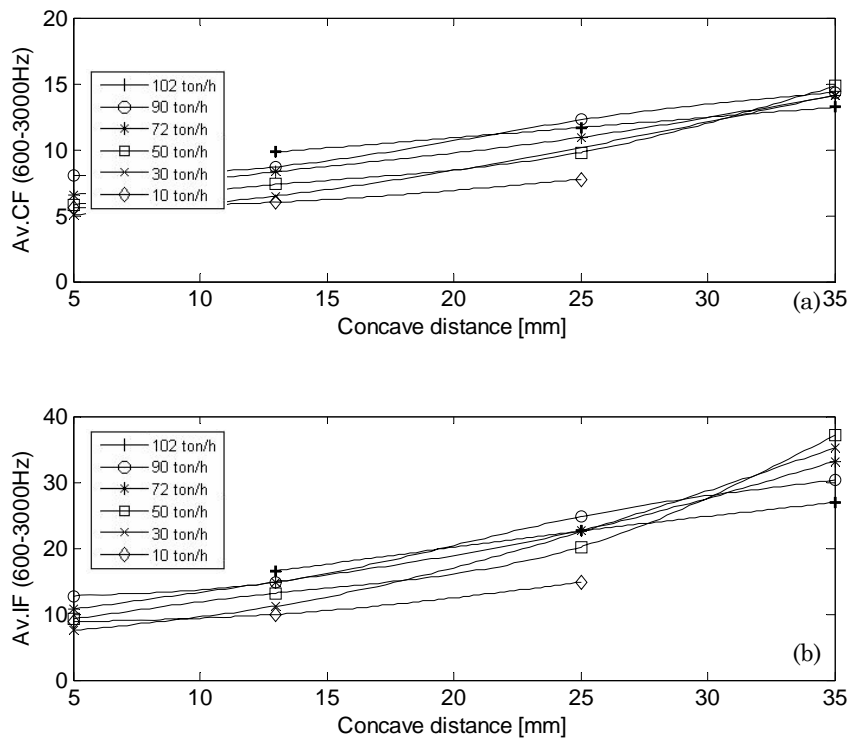 20
15
10
5
0
Av.CF (600-3000Hz)
102 ton/h
90 ton/h
72 ton/h
50 ton/h
30 ton/h
10 ton/h
5 10 15 20 25 30 35
(a)
Concave distance [mm]
40
30
20
10
0
Av.IF (600-3000Hz)
102 ton/h
90 ton/h
72 ton/h
50 ton/h
30 ton/h
10 ton/h
(b)
5 10 15 20 25 30 35
Concave distance [mm]